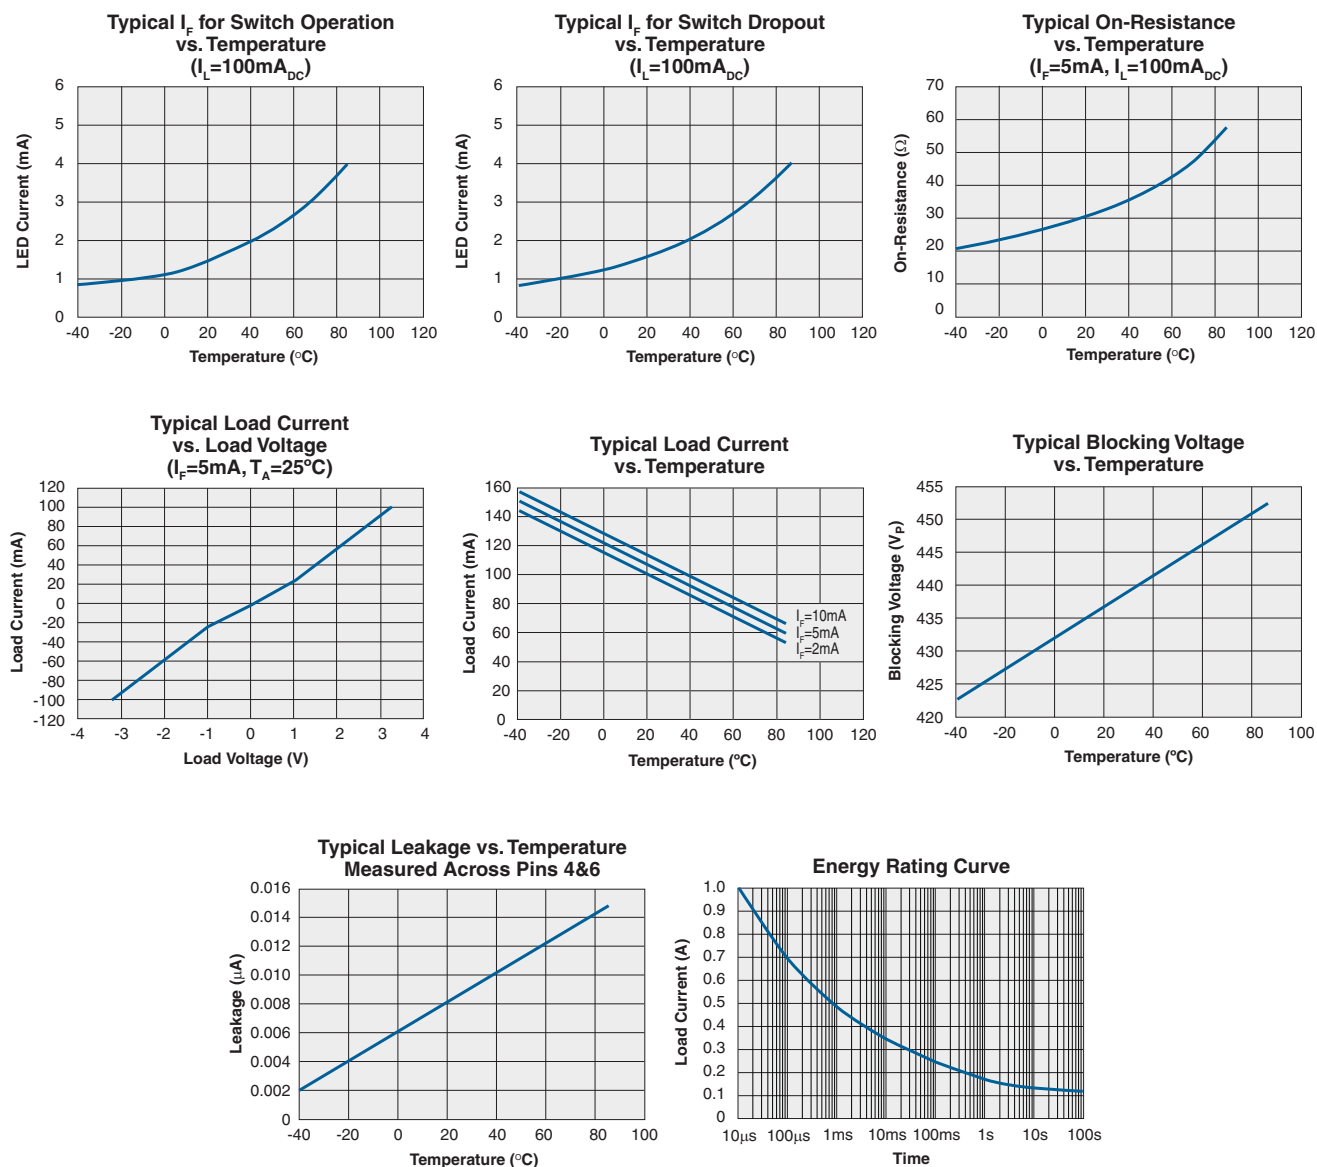 Typical IF for Switch Operation
vs. Temperature
(IL=100mADC)
6
5
4
3
2
1
0
LED Current (mA)
-40 -20 0 20 40 60 80 100 120
Temperature (°C)
Typical IF for Switch Dropout
vs. Temperature
(IL=100mADC)
6
5
4
3
2
1
0
LED Current (mA)
-40 -20 0 20 40 60 80 100 120
Temperature (°C)
Typical On-Resistance
vs. Temperature
(IF=5mA, IL=100mADC)
70
60
50
40
30
20
10
0
On-Resistance (Ω)
-40 -20 0 20 40 60 80 100 120
Temperature (°C)
Typical Load Current
vs. Load Voltage
(IF=5mA, TA=25°C)
120
100
80
60
40
20
0
-20
-40
-60
-80
-100
-120
Load Current (mA)
-4 -3 -2 -1 0 1 2 3 4
Load Voltage (V)
Typical Load Current
vs. Temperature
160
140
120
100
80
60
40
20
0
Load Current (mA)
IF=10mA
IF=5mA
IF=2mA
-40 -20 0 20 40 60 80 100 120
Temperature (°C)
Typical Blocking Voltage
vs. Temperature
455
450
445
440
435
430
425
420
Blocking Voltage (VP)
-40 -20 0 20 40 60 80 100
Temperature (°C)
Typical Leakage vs. Temperature
Measured Across Pins 4&6
0.016
0.014
0.012
0.010
0.008
0.006
0.004
0.002
0
Leakage (μA)
-40 -20 0 20 40 60 80 100
Temperature (°C)
Energy Rating Curve
1.0
0.9
0.8
0.7
0.6
0.5
0.4
0.3
0.2
0.1
0
Load Current (A)
10μs 100μs 1ms 10ms 100ms 1s 10s 100s
Time